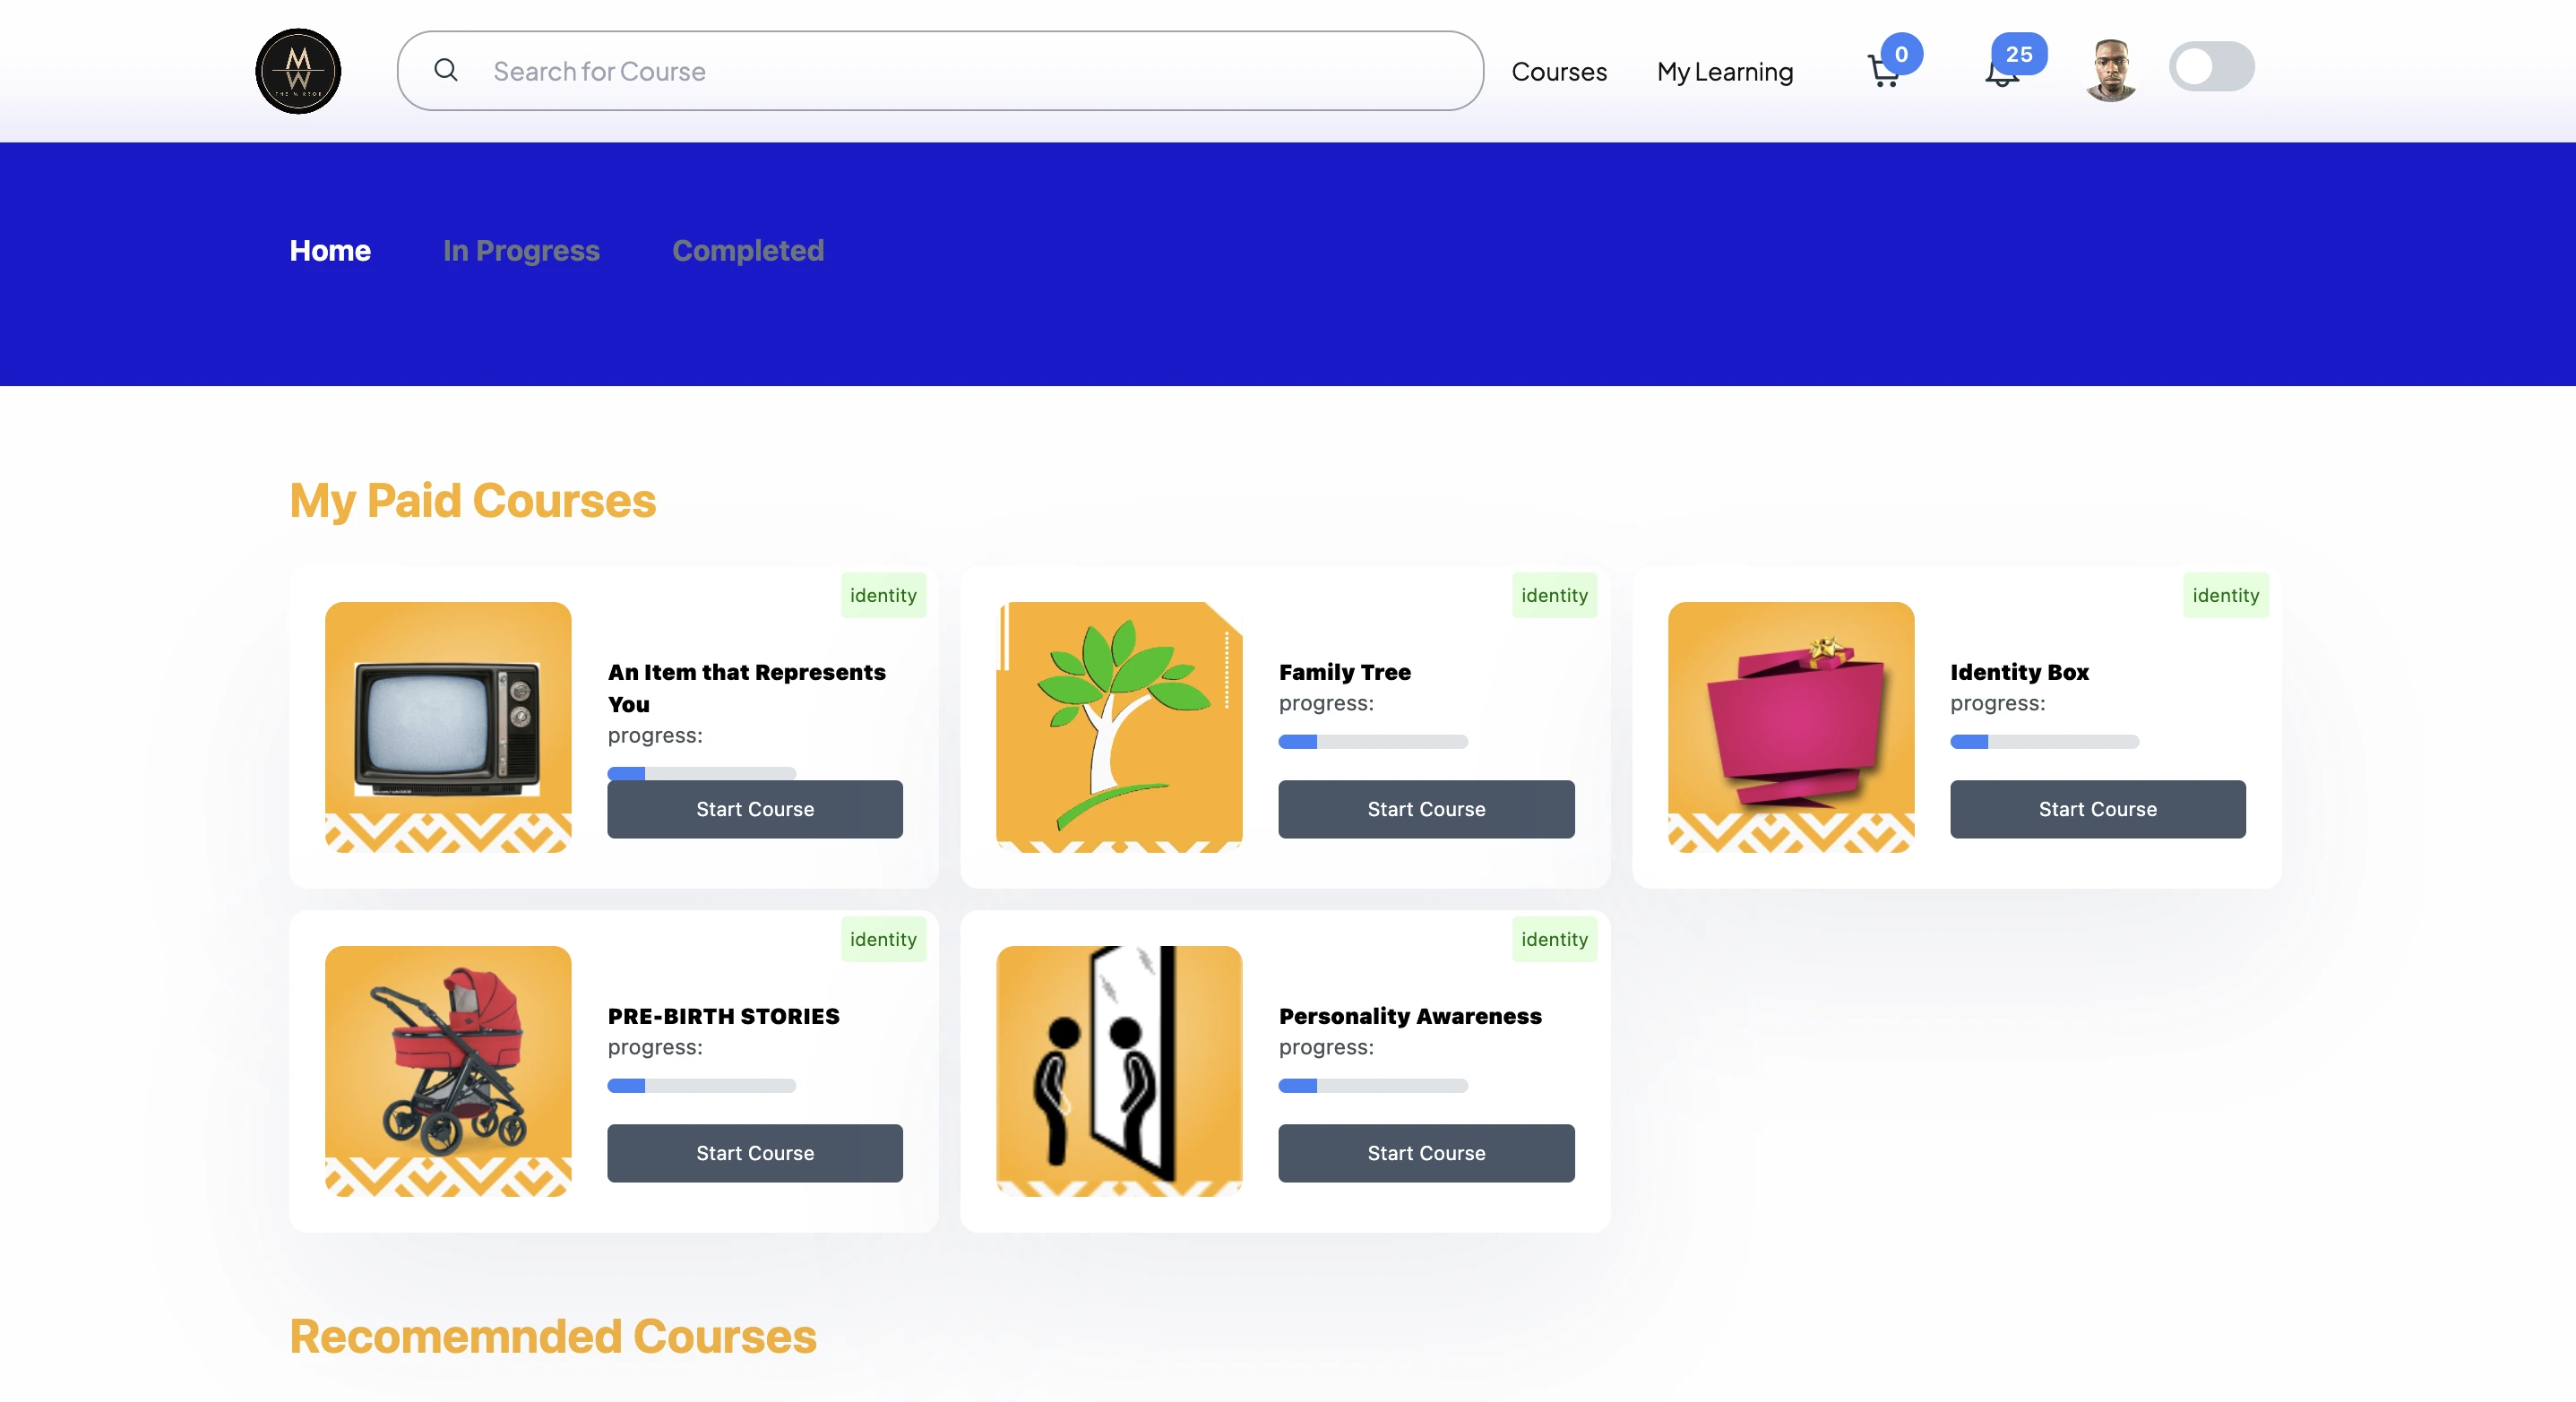 MW
Search for Course
Courses
My Learning
0
25
Home
In Progress
Completed
My Paid Courses
identity
An Item that Represents
You
progress:
Start Course
identity
Family Tree
progress:
Start Course
identity
Identity Box
progress:
Start Course
identity
PRE-BIRTH STORIES
progress:
Start Course
identity
Personality Awareness
progress:
Start Course
Recomemnded Courses